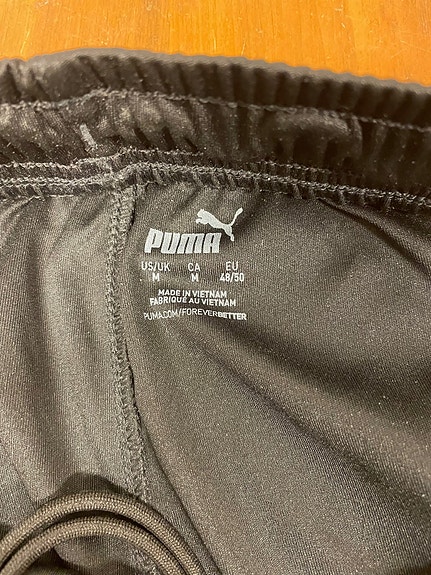 PUMA
US/UK CA EU
M M 48/50
MADE IN VIETNAM
FABRIQUÉ AU VIETNAM
PUMA.COM/FOREVERBETTER